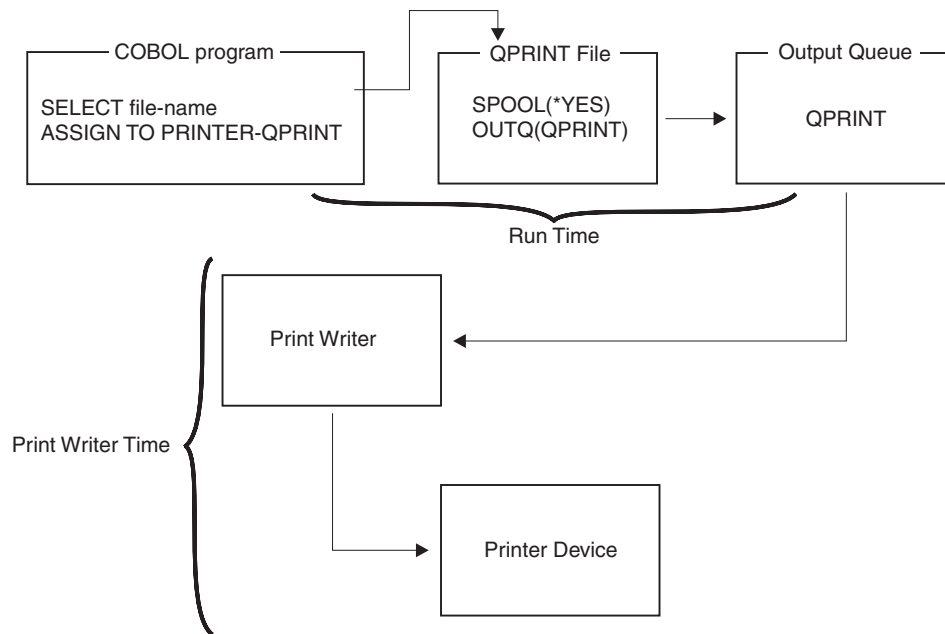 COBOL program
SELECT file-name
ASSIGN TO PRINTER-QPRINT
QPRINT File
SPOOL(*YES)
OUTQ(QPRINT)
Output Queue
QPRINT
Run Time
Print Writer
Print Writer Time
Printer Device